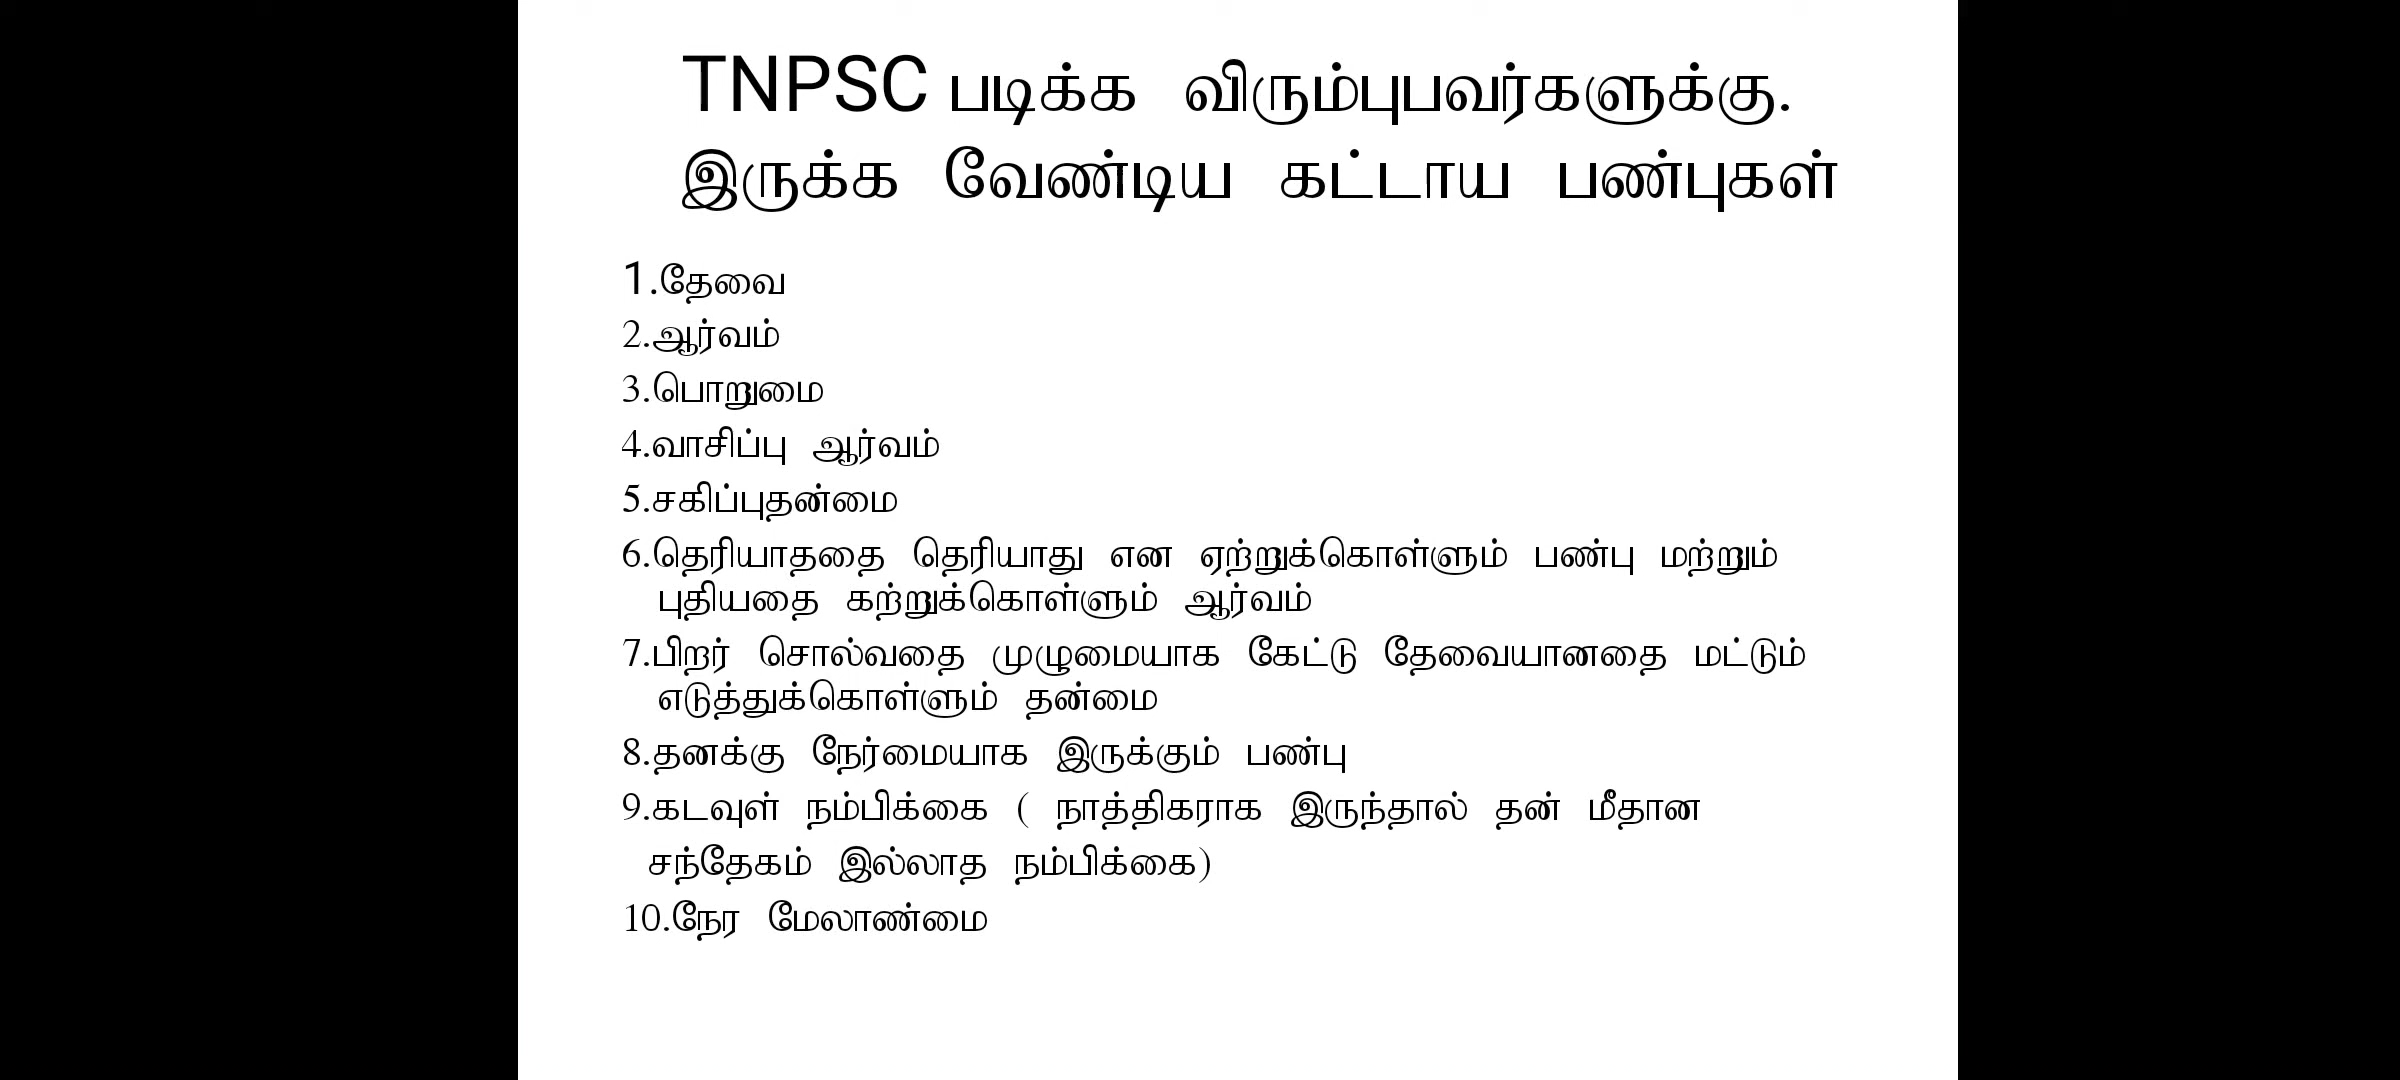 TNPSC படிக்க விரும்புபவர்களுக்கு.
இருக்க வேண்டிய கட்டாய பண்புகள்
1.தேவை
2.ஆர்வம்
3.பொறுமை
4.வாசிப்பு ஆர்வம்
5.சகிப்புதன்மை
6.தெரியாததை தெரியாது என ஏற்றுக்கொள்ளும் பண்பு மற்றும்
புதியதை கற்றுக்கொள்ளும் ஆர்வம்
7.பிறர் சொல்வதை முழுமையாக கேட்டு தேவையானதை மட்டும்
எடுத்துக்கொள்ளும் தன்மை
8.தனக்கு நேர்மையாக இருக்கும் பண்பு
9.கடவுள் நம்பிக்கை ( நாத்திகராக இருந்தால் தன் மீதான
சந்தேகம் இல்லாத நம்பிக்கை)
10.நேர மேலாண்மை